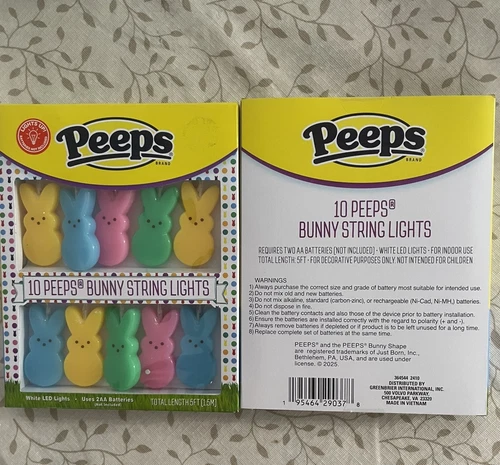 LIGHTS UP!
Peeps®
BRAND
10 PEEPS® BUNNY STRING LIGHTS
White LED Lights • Uses 2AA Batteries
(Not Included)
TOTAL LENGTH 5FT (1.5M)
Peeps®
BRAND
10 PEEPS®
BUNNY STRING LIGHTS
REQUIRES TWO AA BATTERIES (NOT INCLUDED) • WHITE LED LIGHTS • FOR INDOOR USE
TOTAL LENGTH: 5FT • FOR DECORATIVE PURPOSES ONLY, NOT INTENDED FOR CHILDREN
WARNINGS
1) Always purchase the correct size and grade of battery most suitable for intended use.
2) Do not mix old and new batteries.
3) Do not mix alkaline, standard (carbon-zinc), or rechargeable (Ni-Cad, Ni-MH,) batteries.
4) Do not dispose in fire.
5) Clean the battery contacts and also those of the device prior to battery installation.
6) Ensure the batteries are installed correctly with the regard to polarity (+ and -).
7) Always remove batteries if depleted or if product is to be left unused for a long time.
8) Replace complete set of batteries at the same time.
PEEPS® and the PEEPS® Bunny Shape
are registered trademarks of Just Born, Inc.,
Bethlehem, PA, USA, and are used under
license. © 2025.
364544 2410
DISTRIBUTED BY
GREENBRIER INTERNATIONAL, INC.
500 VOLVO PARKWAY,
CHESAPEAKE, VA 23320
MADE IN VIETNAM
1 95464 29037 8